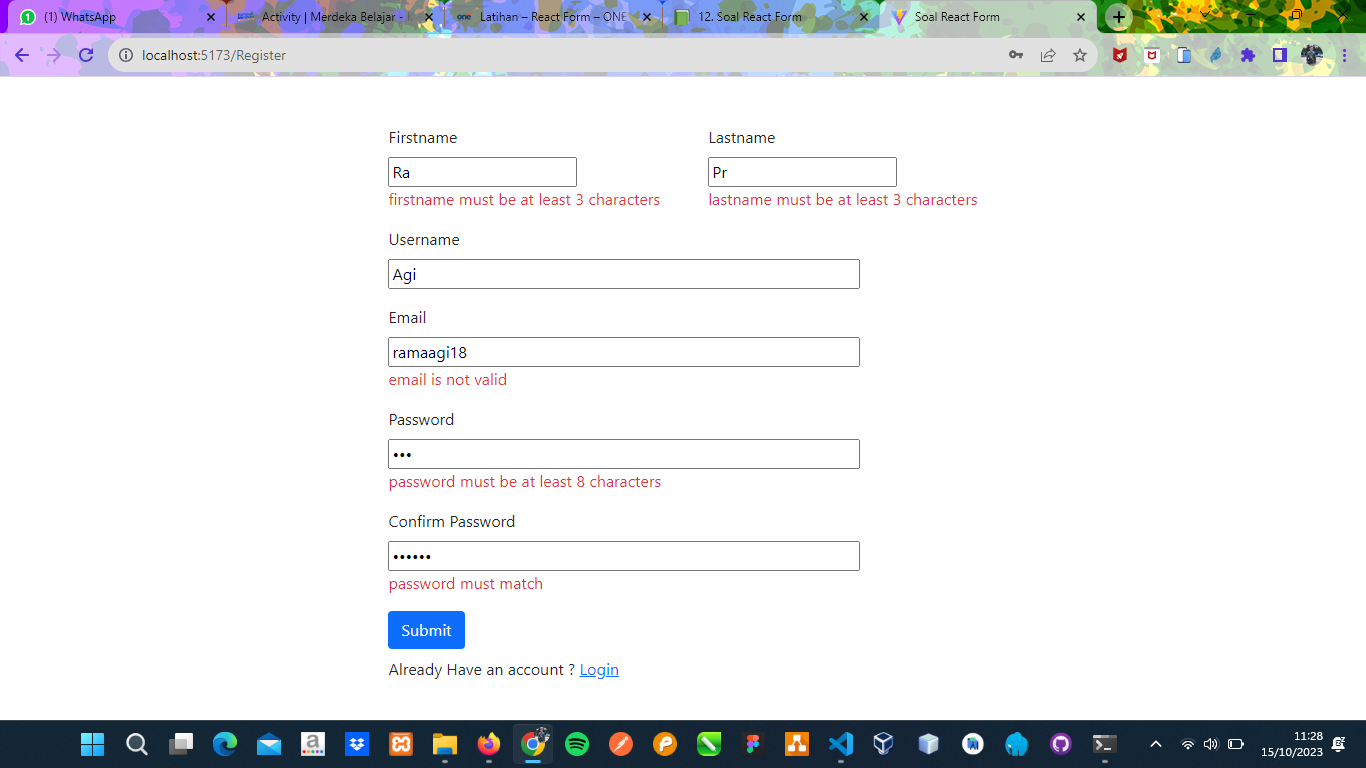 (1) WhatsApp
Activity | Merdeka Belajar -
Latihan – React Form – ONE
12. Soal React Form
Soal React Form
localhost:5173/Register
Firstname
Lastname
Ra
Pr
firstname must be at least 3 characters
lastname must be at least 3 characters
Username
Agi
Email
ramaagi18
email is not valid
Password
•••
password must be at least 8 characters
Confirm Password
••••••
password must match
Submit
Already Have an account ? Login
11:28
15/10/2023